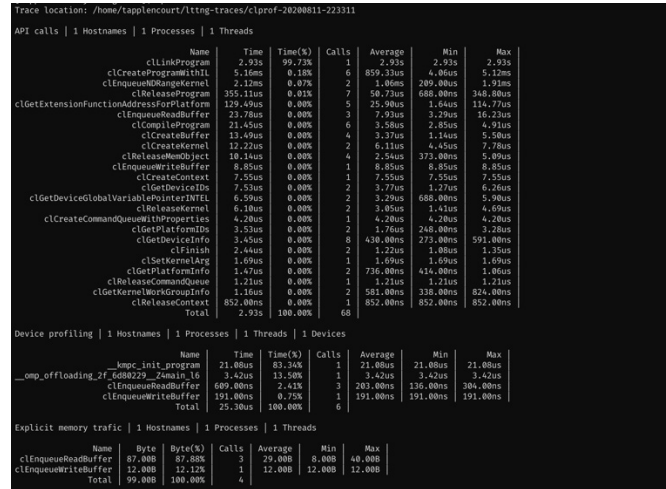 Trace location: /home/tapplencourt/lttng-traces/clprof-20200811-223311
API calls | 1 Hostnames | 1 Processes | 1 Threads
Name | Time | Time(%) | Calls | Average | Min | Max |
clLinkProgram | 2.93s | 99.73% | 1 | 2.93s | 2.93s | 2.93s |
clCreateProgramWithIL | 5.16ms | 0.18% | 6 | 859.33us | 4.06us | 5.12ms |
clEnqueueNDRangeKernel | 2.12ms | 0.07% | 2 | 1.06ms | 209.00us | 1.91ms |
clReleaseProgram | 355.11us | 0.01% | 7 | 50.73us | 688.00ns | 348.80us |
clGetExtensionFunctionAddressForPlatform | 129.49us | 0.00% | 5 | 25.90us | 1.64us | 114.77us |
clEnqueueReadBuffer | 23.78us | 0.00% | 3 | 7.93us | 3.29us | 16.23us |
clCompileProgram | 21.45us | 0.00% | 6 | 3.58us | 2.85us | 4.91us |
clCreateBuffer | 13.49us | 0.00% | 4 | 3.37us | 1.14us | 5.50us |
clCreateKernel | 12.22us | 0.00% | 2 | 6.11us | 4.45us | 7.78us |
clReleaseMemObject | 10.14us | 0.00% | 4 | 2.54us | 373.00ns | 5.09us |
clEnqueueWriteBuffer | 8.85us | 0.00% | 1 | 8.85us | 8.85us | 8.85us |
clCreateContext | 7.55us | 0.00% | 1 | 7.55us | 7.55us | 7.55us |
clGetDeviceIDs | 7.53us | 0.00% | 2 | 3.77us | 1.27us | 6.26us |
clGetDeviceGlobalVariablePointerINTEL | 6.59us | 0.00% | 2 | 3.29us | 688.00ns | 5.90us |
clReleaseKernel | 6.10us | 0.00% | 2 | 3.05us | 1.41us | 4.69us |
clCreateCommandQueueWithProperties | 4.20us | 0.00% | 1 | 4.20us | 4.20us | 4.20us |
clGetPlatformIDs | 3.53us | 0.00% | 2 | 1.76us | 248.00ns | 3.28us |
clGetDeviceInfo | 3.45us | 0.00% | 8 | 430.00ns | 273.00ns | 591.00ns |
clFinish | 2.44us | 0.00% | 2 | 1.22us | 1.08us | 1.35us |
clSetKernelArg | 1.69us | 0.00% | 1 | 1.69us | 1.69us | 1.69us |
clGetPlatformInfo | 1.47us | 0.00% | 2 | 736.00ns | 414.00ns | 1.06us |
clReleaseCommandQueue | 1.21us | 0.00% | 1 | 1.21us | 1.21us | 1.21us |
clGetKernelWorkGroupInfo | 1.16us | 0.00% | 2 | 581.00ns | 338.00ns | 824.00ns |
clReleaseContext | 852.00ns | 0.00% | 1 | 852.00ns | 852.00ns | 852.00ns |
Total | 2.93s | 100.00% | 68 |
Device profiling | 1 Hostnames | 1 Processes | 1 Threads | 1 Devices
Name | Time | Time(%) | Calls | Average | Min | Max |
__kmpc_init_program | 21.08us | 83.34% | 1 | 21.08us | 21.08us | 21.08us |
__omp_offloading_2f_6d80229__Z4main_l6 | 3.42us | 13.50% | 1 | 3.42us | 3.42us | 3.42us |
clEnqueueReadBuffer | 609.00ns | 2.41% | 3 | 203.00ns | 136.00ns | 304.00ns |
clEnqueueWriteBuffer | 191.00ns | 0.75% | 1 | 191.00ns | 191.00ns | 191.00ns |
Total | 25.30us | 100.00% | 6 |
Explicit memory trafic | 1 Hostnames | 1 Processes | 1 Threads
Name | Byte | Byte(%) | Calls | Average | Min | Max |
clEnqueueReadBuffer | 87.00B | 87.88% | 3 | 29.00B | 8.00B | 40.00B |
clEnqueueWriteBuffer | 12.00B | 12.12% | 1 | 12.00B | 12.00B | 12.00B |
Total | 99.00B | 100.00% | 4 |